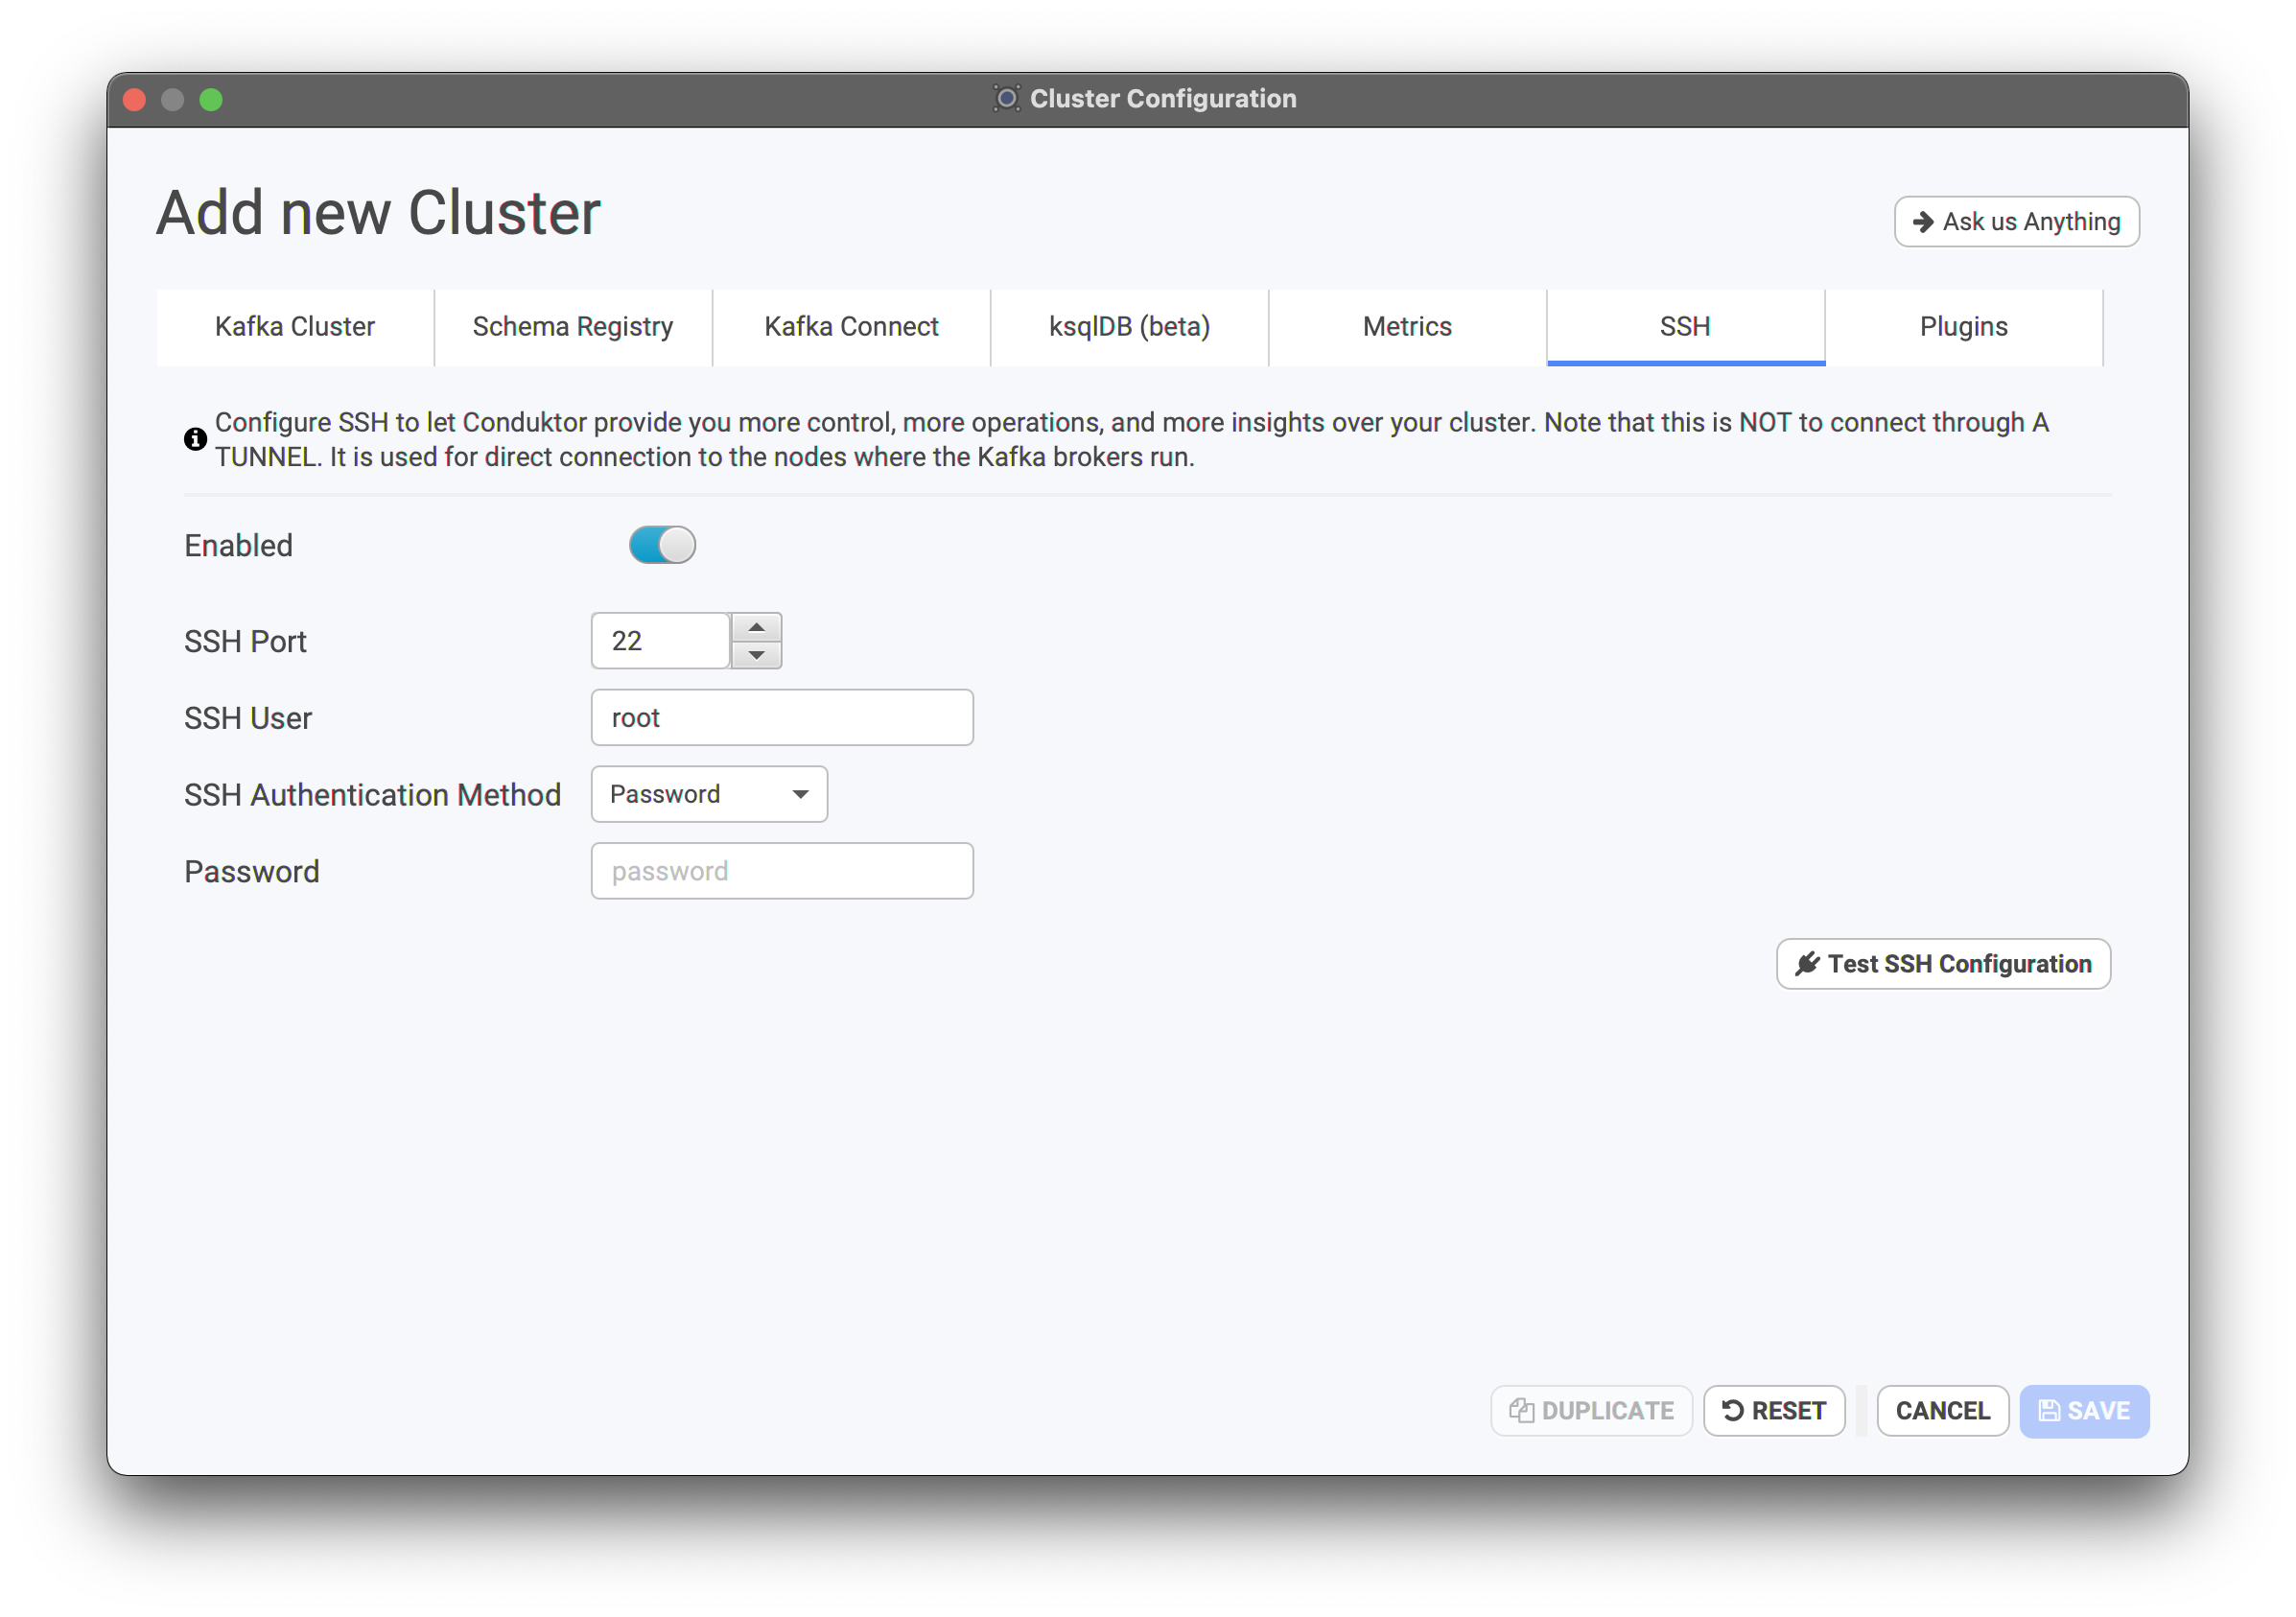 Cluster Configuration
Add new Cluster
Ask us Anything
Kafka Cluster
Schema Registry
Kafka Connect
ksqlDB (beta)
Metrics
SSH
Plugins
Configure SSH to let Conduktor provide you more control, more operations, and more insights over your cluster. Note that this is NOT to connect through A
TUNNEL. It is used for direct connection to the nodes where the Kafka brokers run.
Enabled
SSH Port
22
SSH User
root
SSH Authentication Method
Password
Password
password
Test SSH Configuration
DUPLICATE
RESET
CANCEL
SAVE